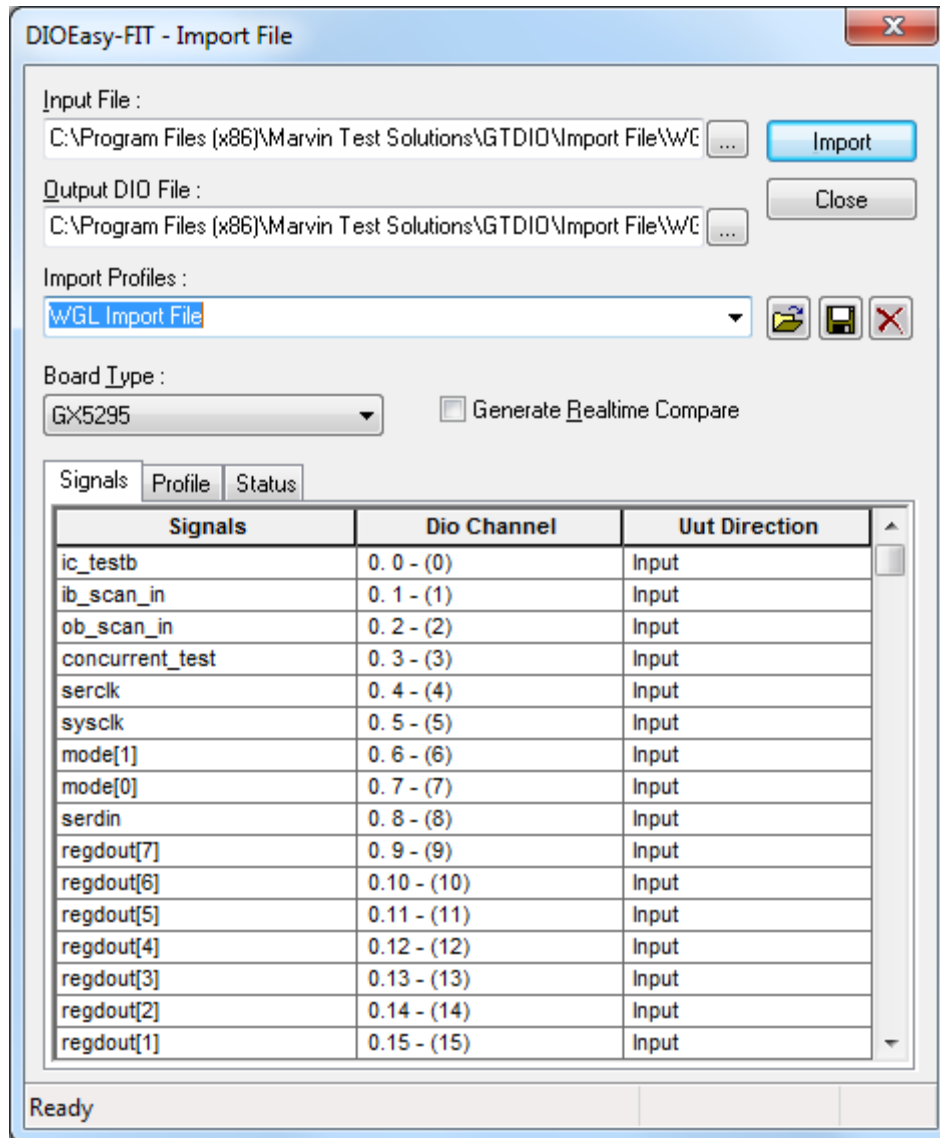 DIOEasy-FIT - Import File
Input File :
C:\Program Files (x86)\Marvin Test Solutions\GTDIO\Import File\WG ...
Import
Output DIO File :
C:\Program Files (x86)\Marvin Test Solutions\GTDIO\Import File\WG ...
Close
Import Profiles :
WGL Import File
Board Type :
GX5295
Generate Realtime Compare
Signals Profile Status
Signals Dio Channel Uut Direction
ic_testb 0. 0 - (0) Input
ib_scan_in 0. 1 - (1) Input
ob_scan_in 0. 2 - (2) Input
concurrent_test 0. 3 - (3) Input
serclk 0. 4 - (4) Input
sysclk 0. 5 - (5) Input
mode[1] 0. 6 - (6) Input
mode[0] 0. 7 - (7) Input
serdin 0. 8 - (8) Input
regdout[7] 0. 9 - (9) Input
regdout[6] 0.10 - (10) Input
regdout[5] 0.11 - (11) Input
regdout[4] 0.12 - (12) Input
regdout[3] 0.13 - (13) Input
regdout[2] 0.14 - (14) Input
regdout[1] 0.15 - (15) Input
Ready